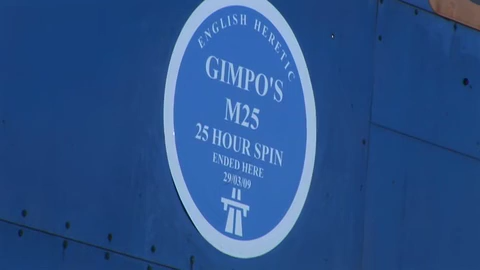 ENGLISH HERETIC
GIMPO'S
M25
25 HOUR SPIN
ENDED HERE
29/03/09